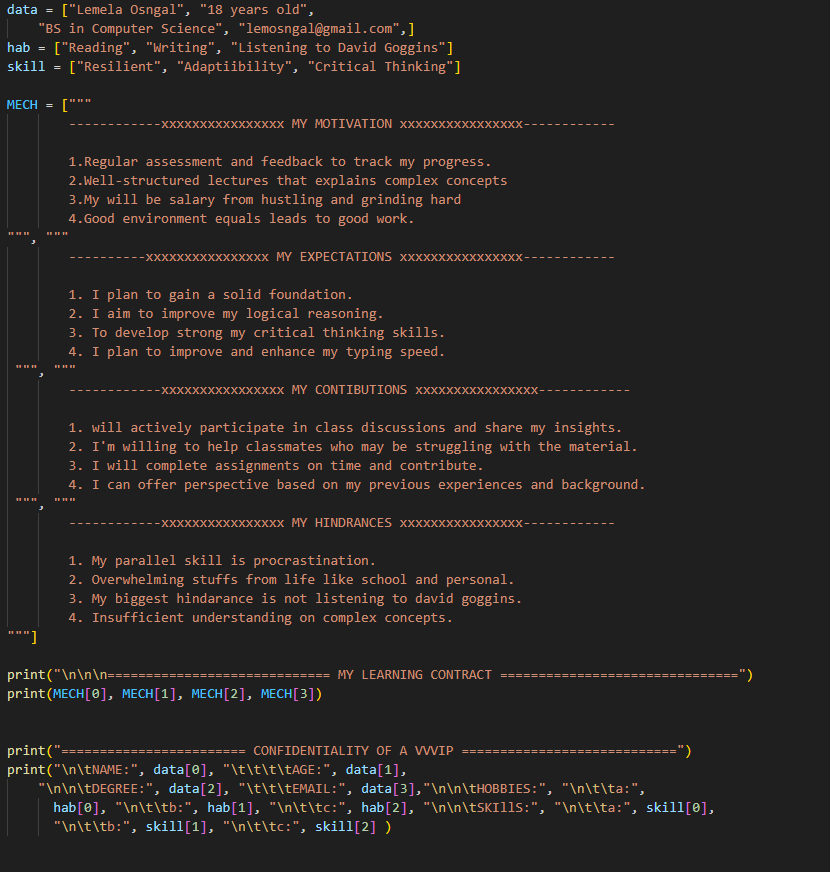 data = ["Lemela Osngal", "18 years old",
    "BS in Computer Science", "lemosngal@gmail.com",]
hab = ["Reading", "Writing", "Listening to David Goggins"]
skill = ["Resilient", "Adaptiibility", "Critical Thinking"]

MECH = ["""
        ------------xxxxxxxxxxxxxxxx MY MOTIVATION xxxxxxxxxxxxxxxx------------

        1.Regular assessment and feedback to track my progress.
        2.Well-structured lectures that explains complex concepts
        3.My will be salary from hustling and grinding hard
        4.Good environment equals leads to good work.
""", """
        ----------xxxxxxxxxxxxxxxx MY EXPECTATIONS xxxxxxxxxxxxxxxx------------

        1. I plan to gain a solid foundation.
        2. I aim to improve my logical reasoning.
        3. To develop strong my critical thinking skills.
        4. I plan to improve and enhance my typing speed.
 """, """
        ------------xxxxxxxxxxxxxxxx MY CONTIBUTIONS xxxxxxxxxxxxxxxx------------

        1. will actively participate in class discussions and share my insights.
        2. I'm willing to help classmates who may be struggling with the material.
        3. I will complete assignments on time and contribute.
        4. I can offer perspective based on my previous experiences and background.
 """, """
        ------------xxxxxxxxxxxxxxxx MY HINDRANCES xxxxxxxxxxxxxxxx------------

        1. My parallel skill is procrastination.
        2. Overwhelming stuffs from life like school and personal.
        3. My biggest hindarance is not listening to david goggins.
        4. Insufficient understanding on complex concepts.
"""]

print("\n\n\n============================= MY LEARNING CONTRACT ===============================")
print(MECH[0], MECH[1], MECH[2], MECH[3])


print("======================== CONFIDENTIALITY OF A VVVIP ============================")
print("\n\tNAME:", data[0], "\t\t\t\tAGE:", data[1],
    "\n\n\tDEGREE:", data[2], "\t\t\tEMAIL:", data[3],"\n\n\tHOBBIES:", "\n\t\ta:",
      hab[0], "\n\t\tb:", hab[1], "\n\t\tc:", hab[2], "\n\n\tSKIllS:", "\n\t\ta:", skill[0],
      "\n\t\tb:", skill[1], "\n\t\tc:", skill[2] )